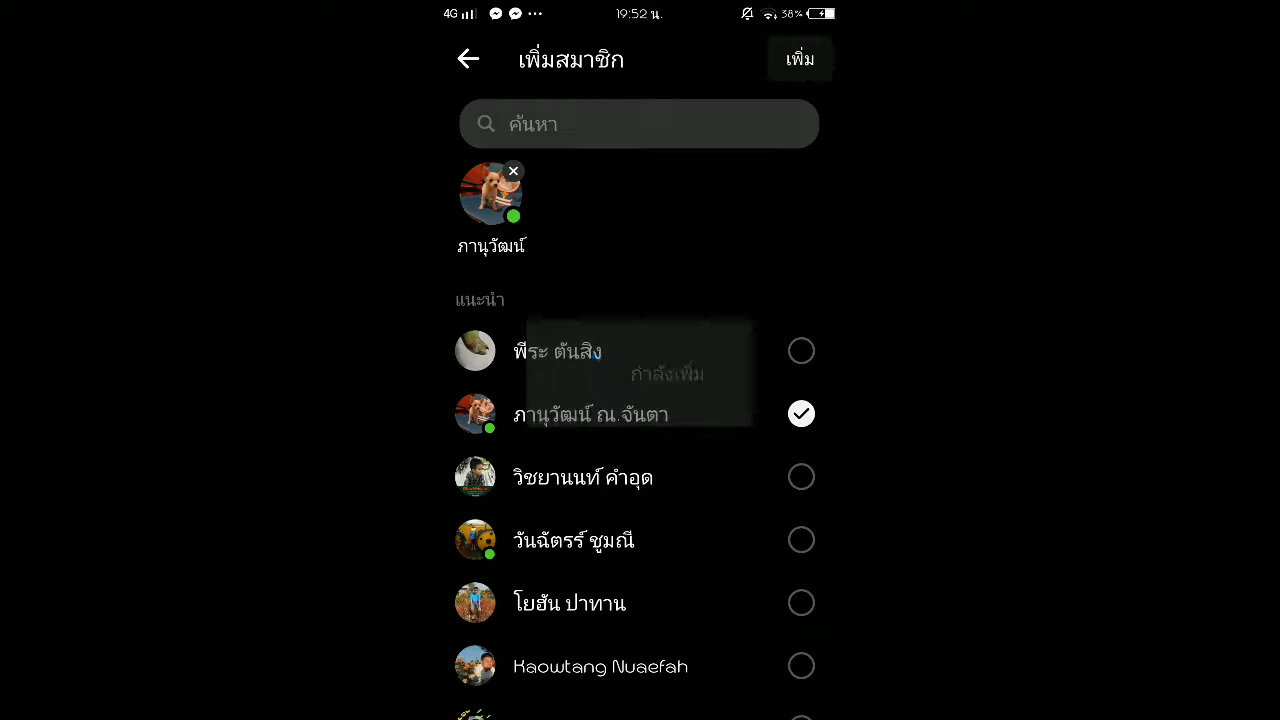 4G 19:52 น. 38%
เพิ่มสมาชิก เพิ่ม
ค้นหา
ภานุวัฒน์
แนะนำ
พีระ ตันสิง
กำลังเพิ่ม
ภานุวัฒน์ ณ.จันตา
วิชยานนท์ คำอุด
วันฉัตรร์ ชูมณี
โยฮัน ปาทาน
Kaowtang Nuaefah